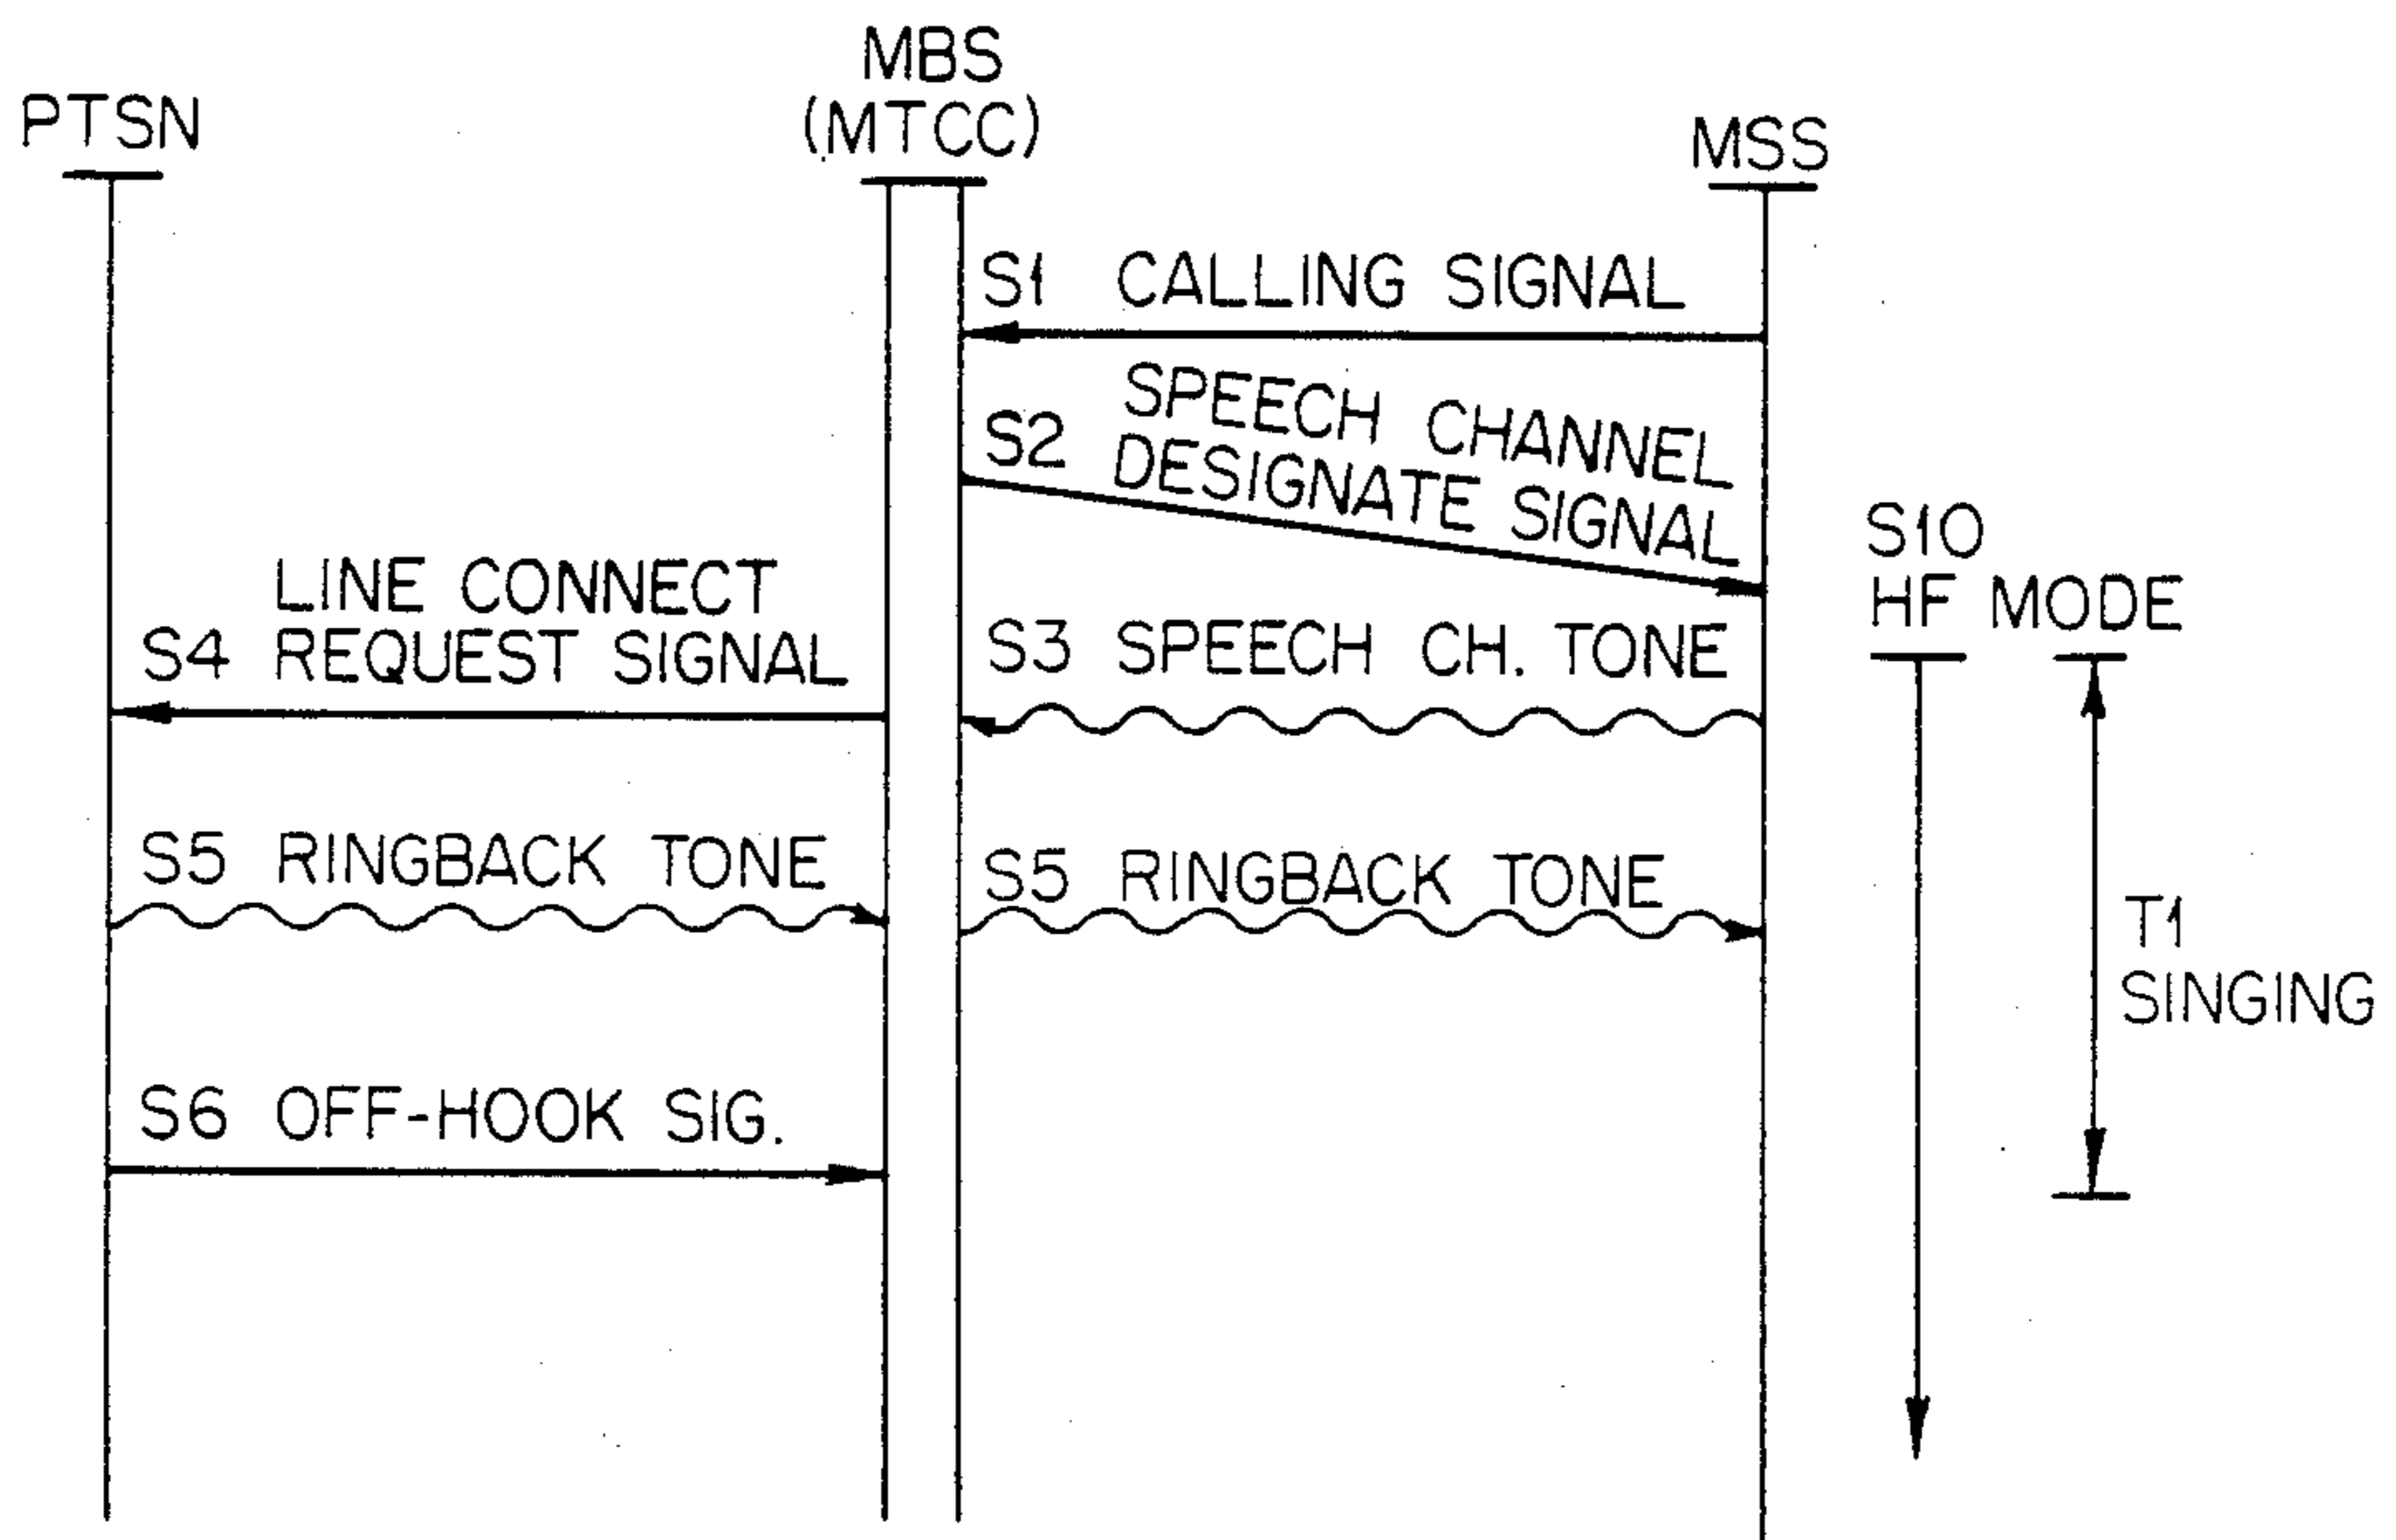 PTSN
MBS
(MTCC)
MSS
S1 CALLING SIGNAL
S2 SPEECH CHANNEL
DESIGNATE SIGNAL
S10
HF MODE
LINE CONNECT
S4 REQUEST SIGNAL
S3 SPEECH CH. TONE
S5 RINGBACK TONE
S5 RINGBACK TONE
T1
SINGING
S6 OFF-HOOK SIG.